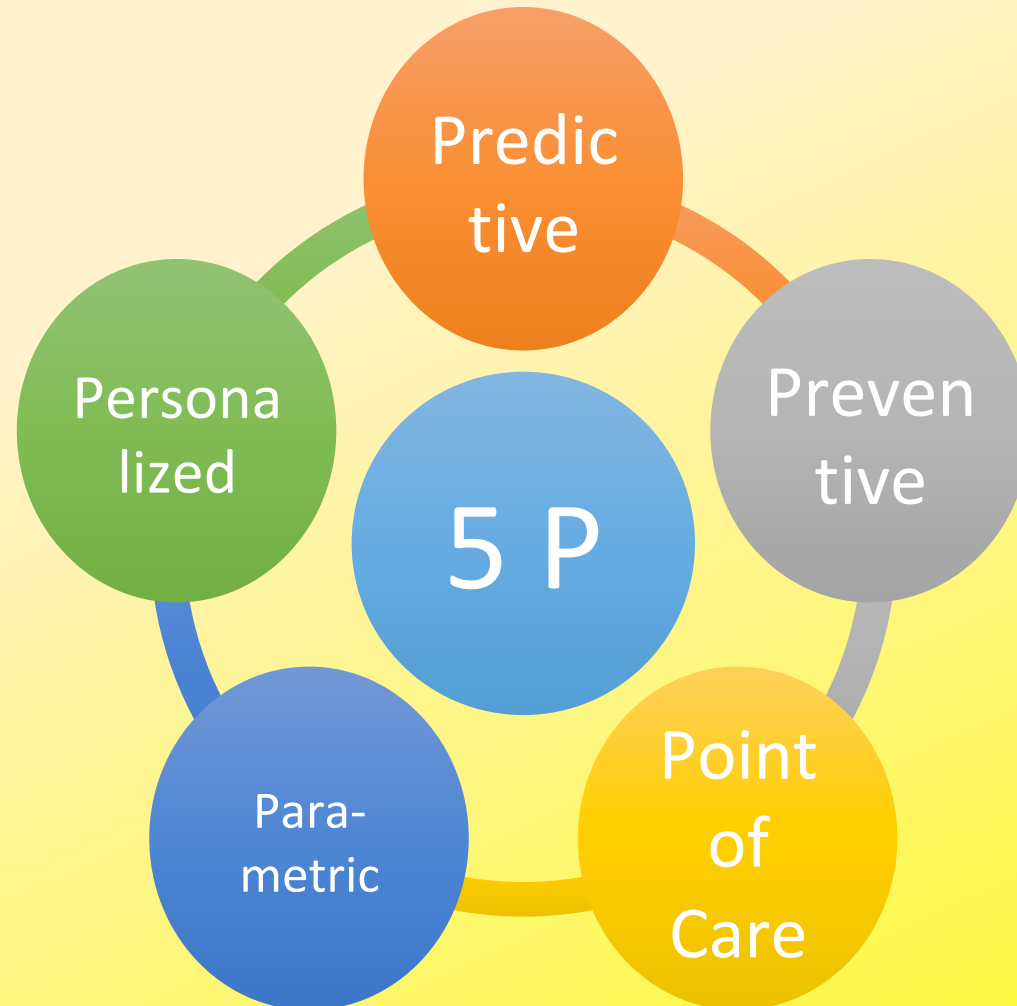 Predic
tive
Preven
tive
Point
of
Care
Para-
metric
Persona
lized
5 P